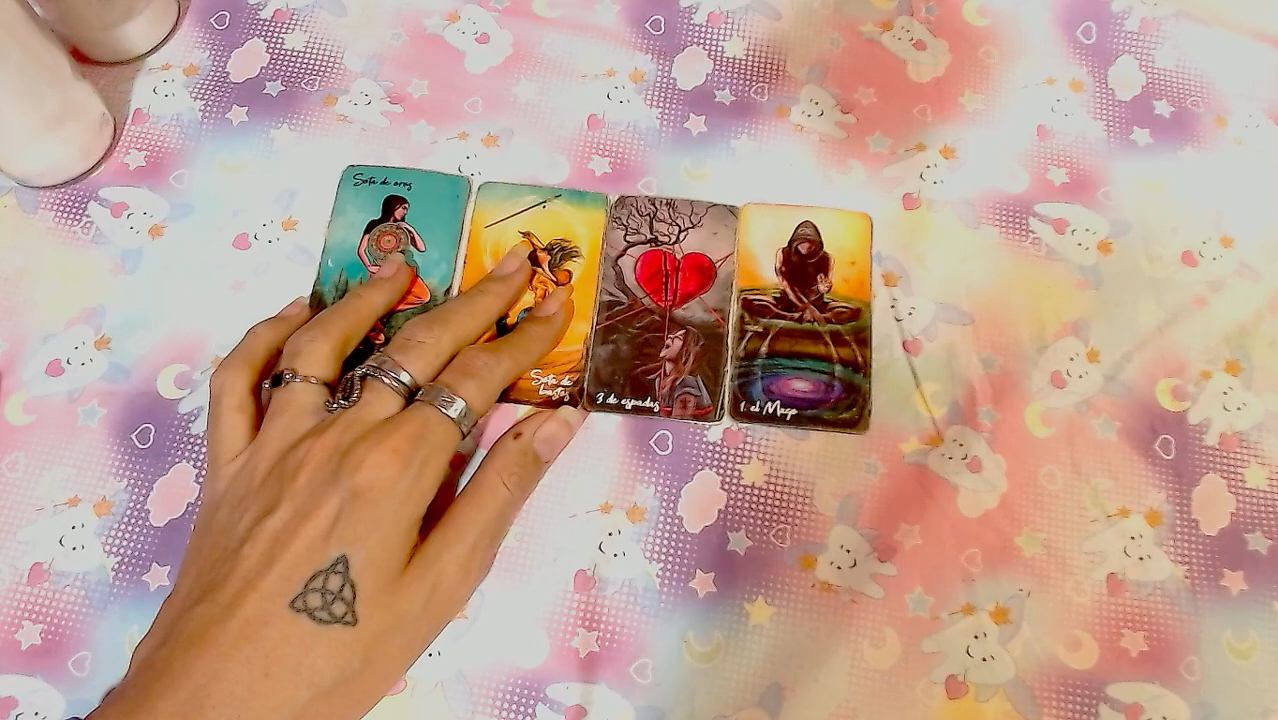 Sota de oros
Sota de
bastos
3 de espadas
1. el Mago